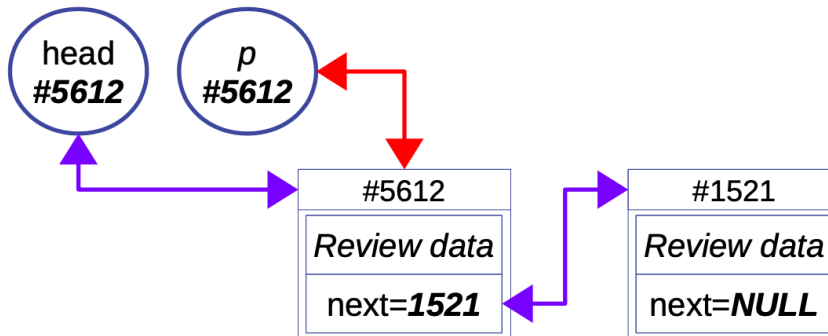 head
#5612
p
#5612
#5612
Review data
next=1521
#1521
Review data
next=NULL